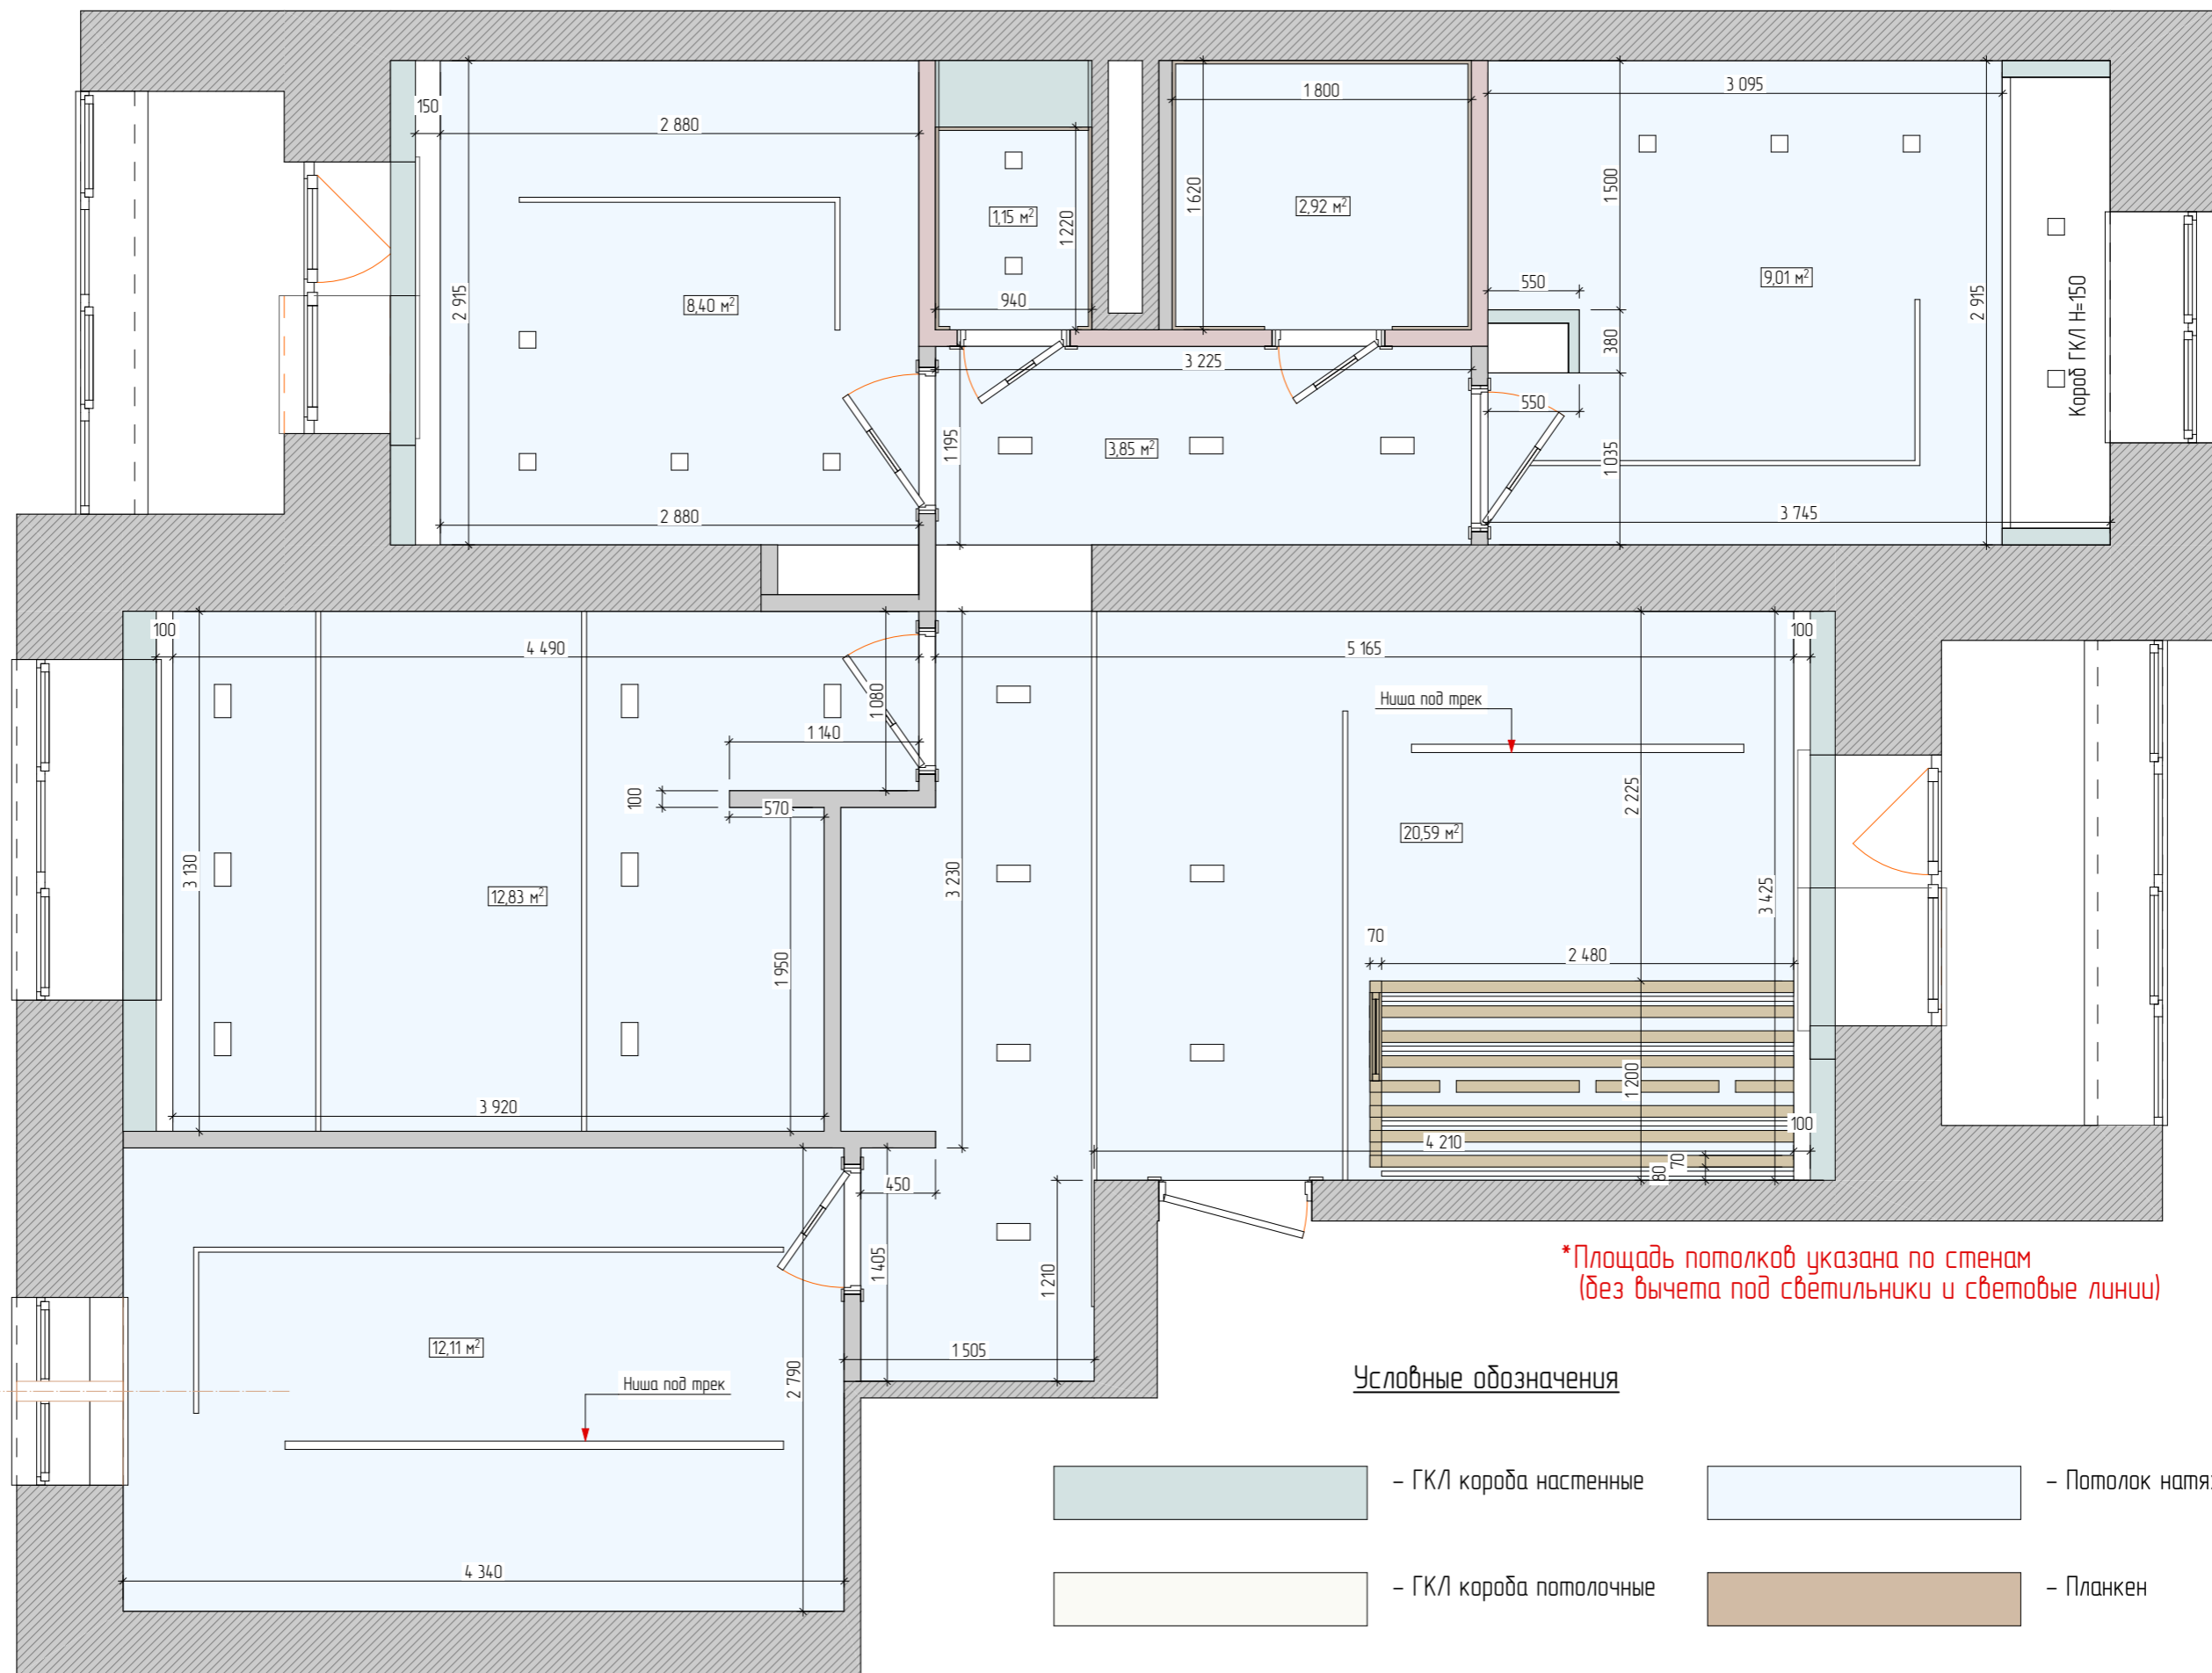 150
2 880
1 800
3 095
1 500
1 620
1,15 м²
1 220
2,92 м²
940
2 915
8,40 м²
550
9,01 м²
2 915
380
Короб ГКЛ H=150
3 225
550
1 195
3,85 м²
1 035
2 880
3 745
100
4 490
5 165
100
1 080
Ниша под трек
1 140
100
570
2 225
20,59 м²
3 130
12,83 м²
3 230
3 425
1 950
70
2 480
1 200
3 920
100
4 210
70
80
450
1 405
1 210
*Площадь потолков указана по стенам
(без вычета под светильники и световые линии)
12,11 м²
1 505
Ниша под трек
2 790
Условные обозначения
– ГКЛ короба настенные
– Потолок натя
4 340
– ГКЛ короба потолочные
– Планкен